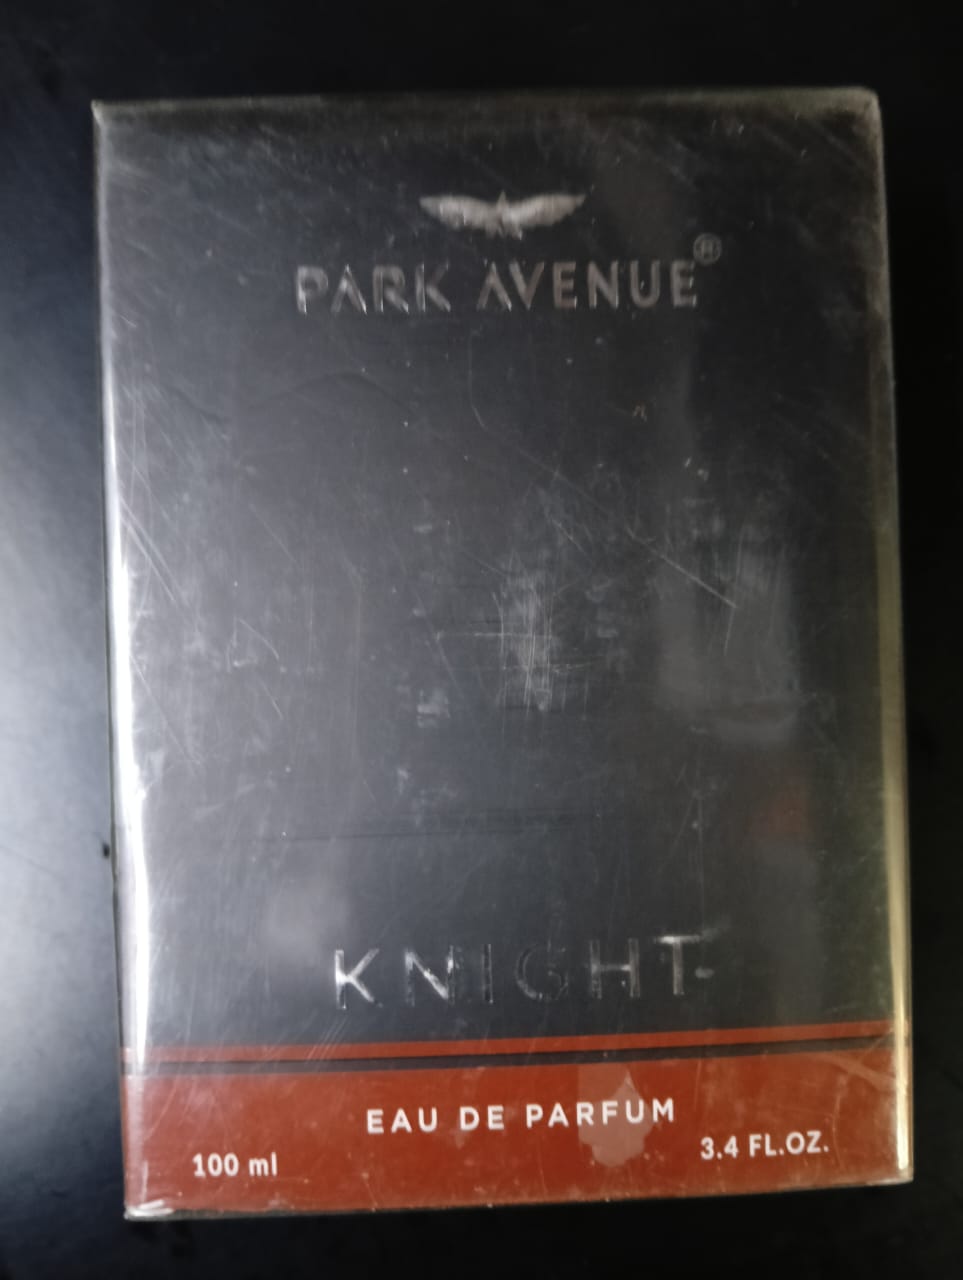 PARK AVENUE®
KNIGHT
EAU DE PARFUM
100 ml
3.4 FL.OZ.